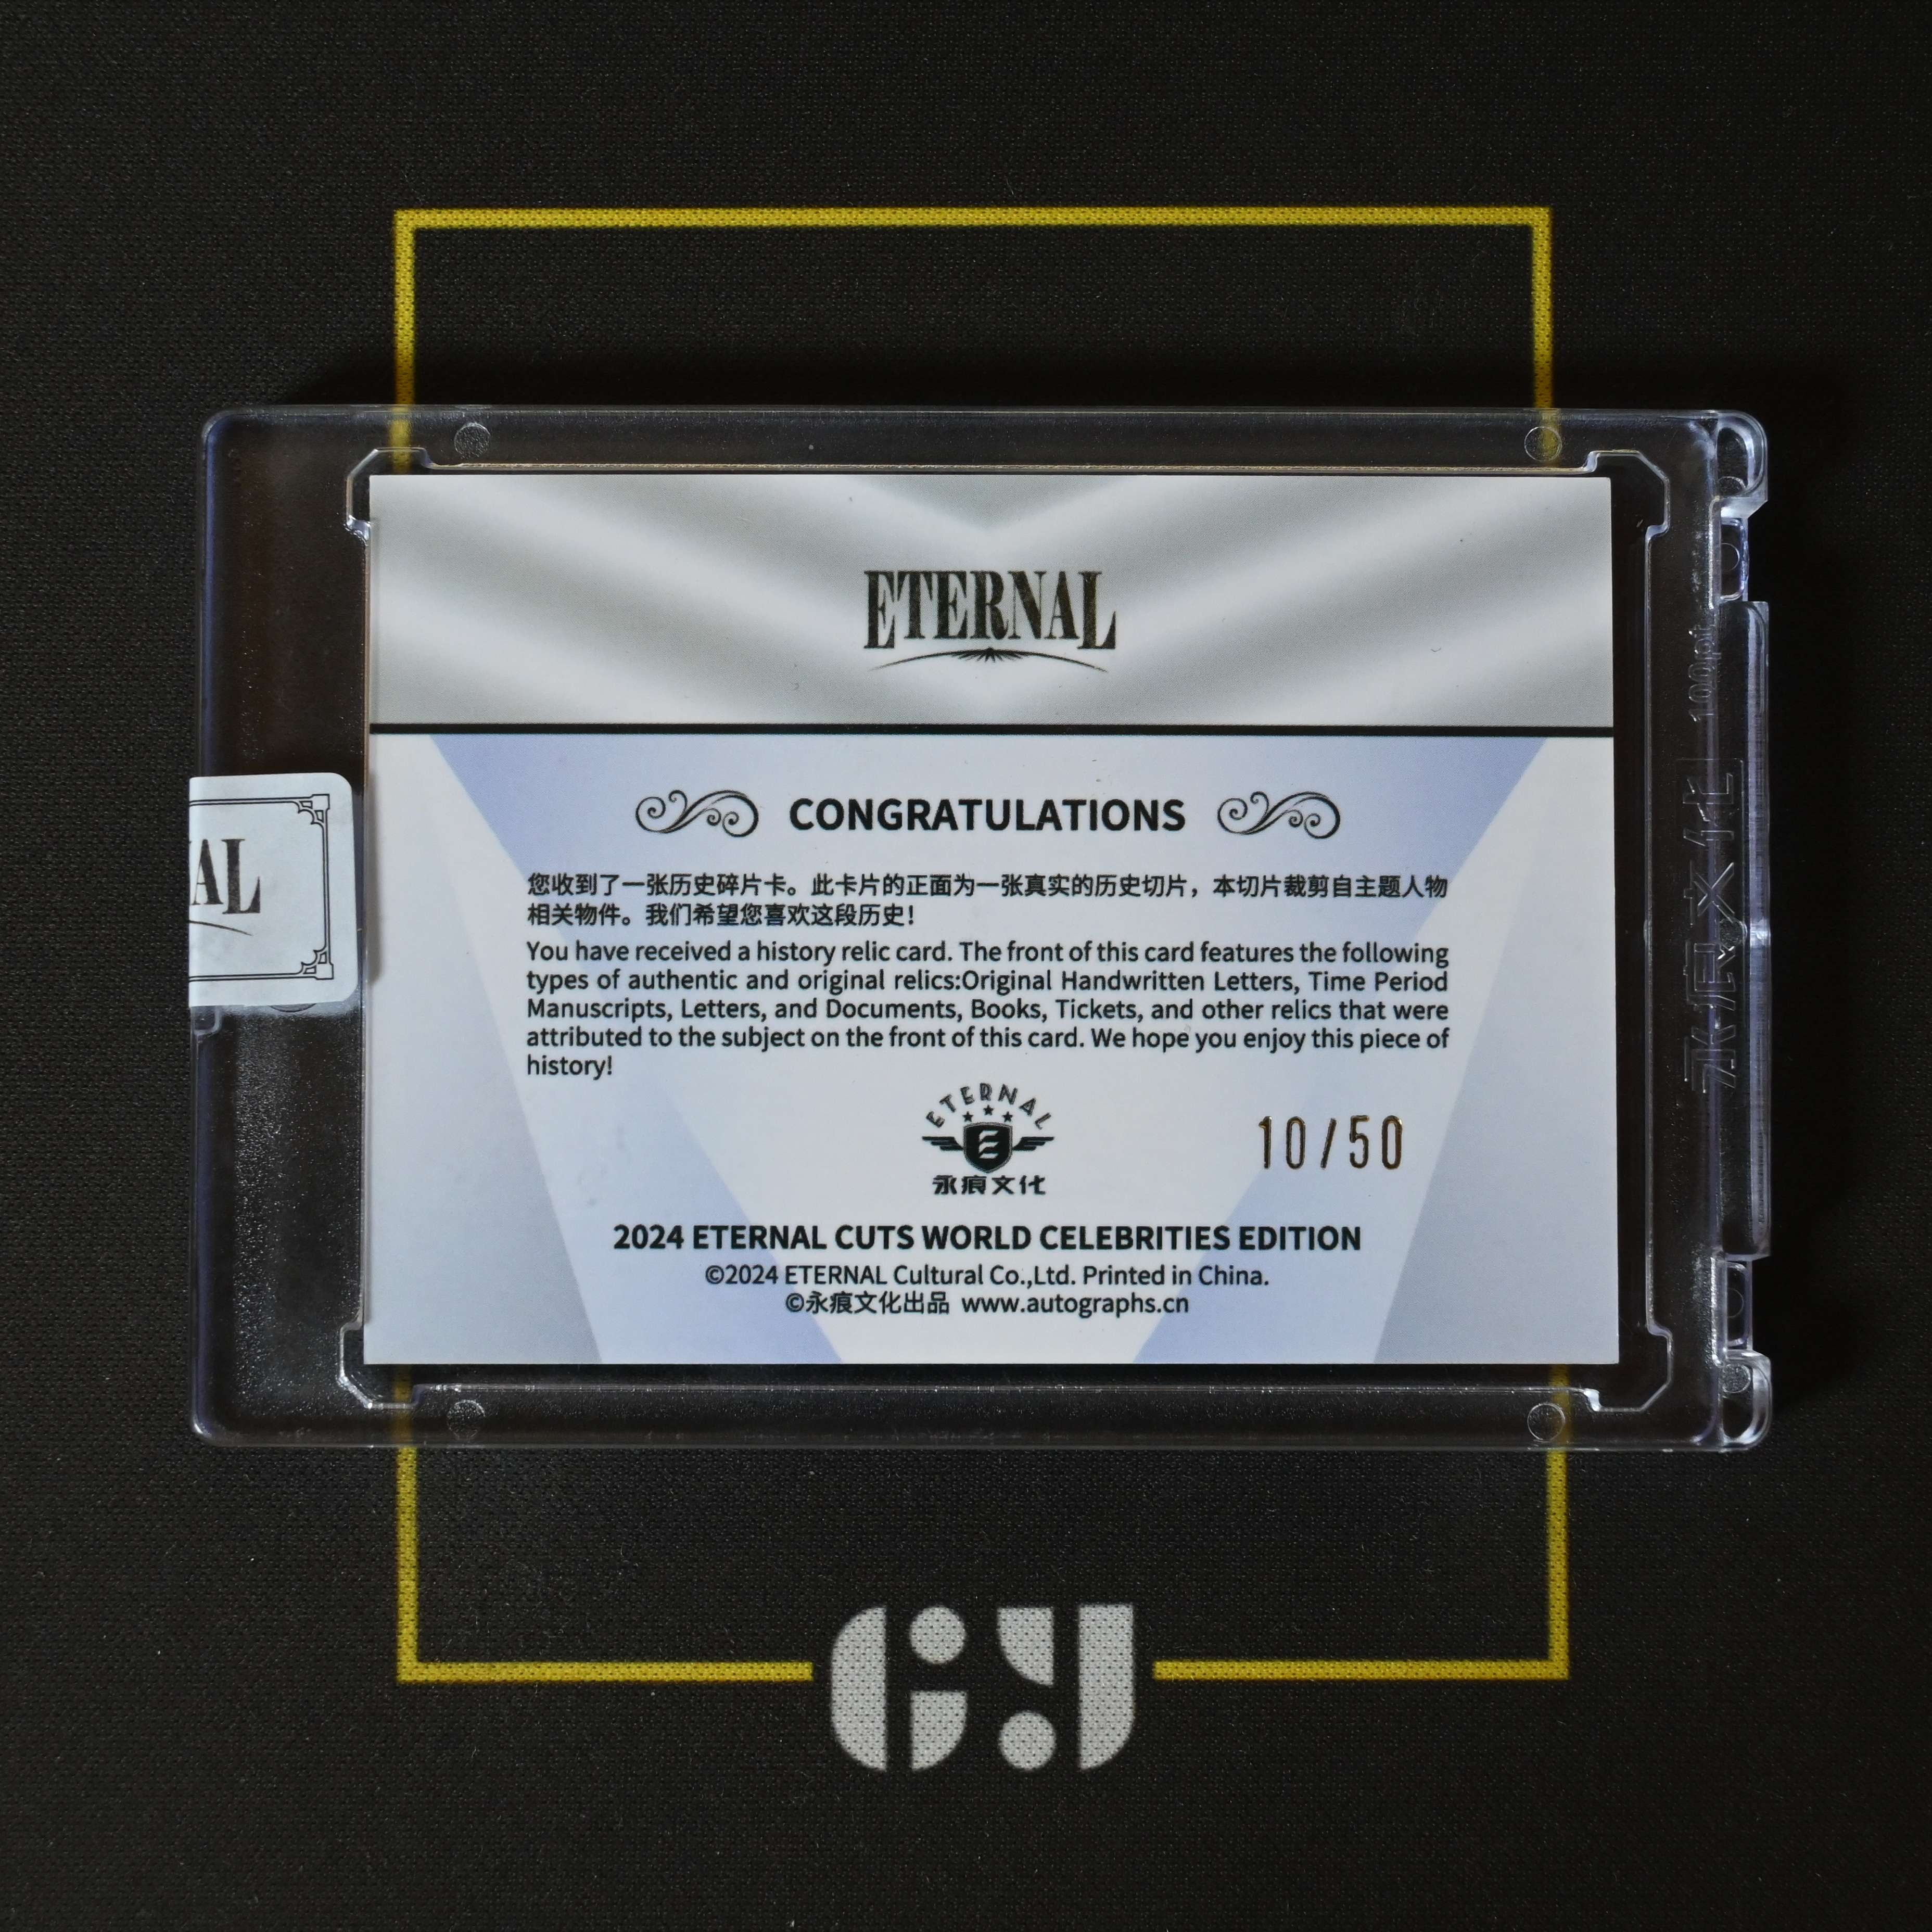 ETERNAL
CONGRATULATIONS
您收到了一张历史碎片卡。此卡片的正面为一张真实的历史切片，本切片裁剪自主题人物
相关物件。我们希望您喜欢这段历史！
You have received a history relic card. The front of this card features the following
types of authentic and original relics:Original Handwritten Letters, Time Period
Manuscripts, Letters, and Documents, Books, Tickets, and other relics that were
attributed to the subject on the front of this card. We hope you enjoy this piece of
history!
ETERNAL
永痕文化
10/50
2024 ETERNAL CUTS WORLD CELEBRITIES EDITION
©2024 ETERNAL Cultural Co.,Ltd. Printed in China.
©永痕文化出品 www.autographs.cn
AL
永痕文化 100pt